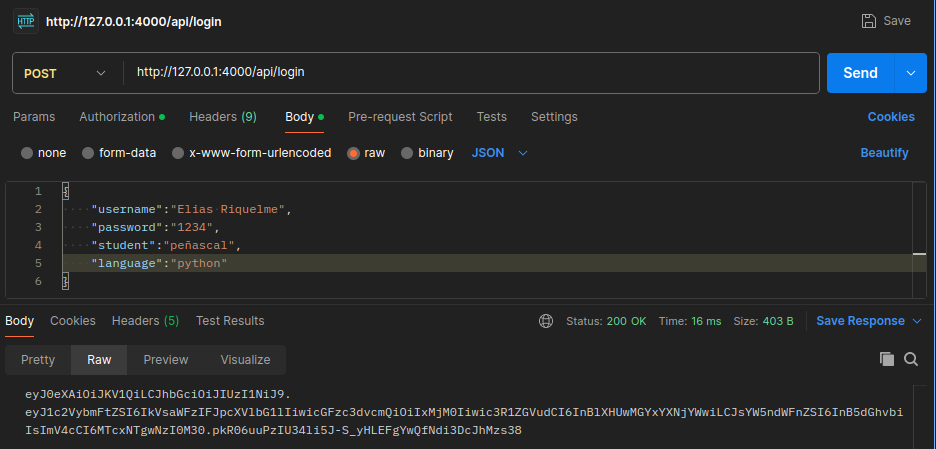 HTTP http://127.0.0.1:4000/api/login Save
POST http://127.0.0.1:4000/api/login Send
Params Authorization Headers (9) Body Pre-request Script Tests Settings Cookies
none form-data x-www-form-urlencoded raw binary JSON Beautify
1 {
2 "username":"Elias Riquelme",
3 "password":"1234",
4 "student":"peñascal",
5 "language":"python"
6 }
Body Cookies Headers (5) Test Results Status: 200 OK Time: 16 ms Size: 403 B Save Response
Pretty Raw Preview Visualize
eyJ0eXAiOiJKV1QiLCJhbGciOiJIUzI1NiJ9.
eyJ1c2VybmFtZSI6IkVsaWFzIFJpcXVlbG1lIiwicGFzc3dvcmQiOiIxMjM0Iiwic3R1ZGVudCI6InBlXHUwMGYxYXNjYWwiLCJsYW5ndWFnZSI6InB5dGhvbi
IsImV4cCI6MTcxNTgwNzI0M30.pkR06uuPzIU34li5J-S_yHLEFgYwQfNdi3DcJhMzs38